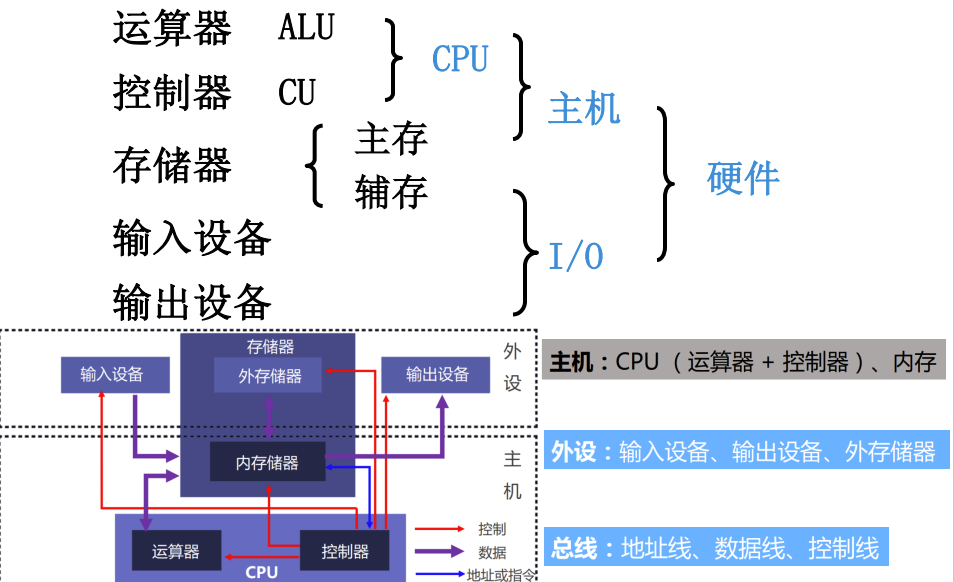 运算器 ALU
CPU
控制器 CU
主机
存储器
主存
辅存
硬件
输入设备
I/O
输出设备
存储器
外设
输入设备
外存储器
输出设备
主机：CPU（运算器 + 控制器）、内存
内存储器
主机
外设：输入设备、输出设备、外存储器
运算器
控制器
CPU
控制
数据
地址或指令
总线：地址线、数据线、控制线